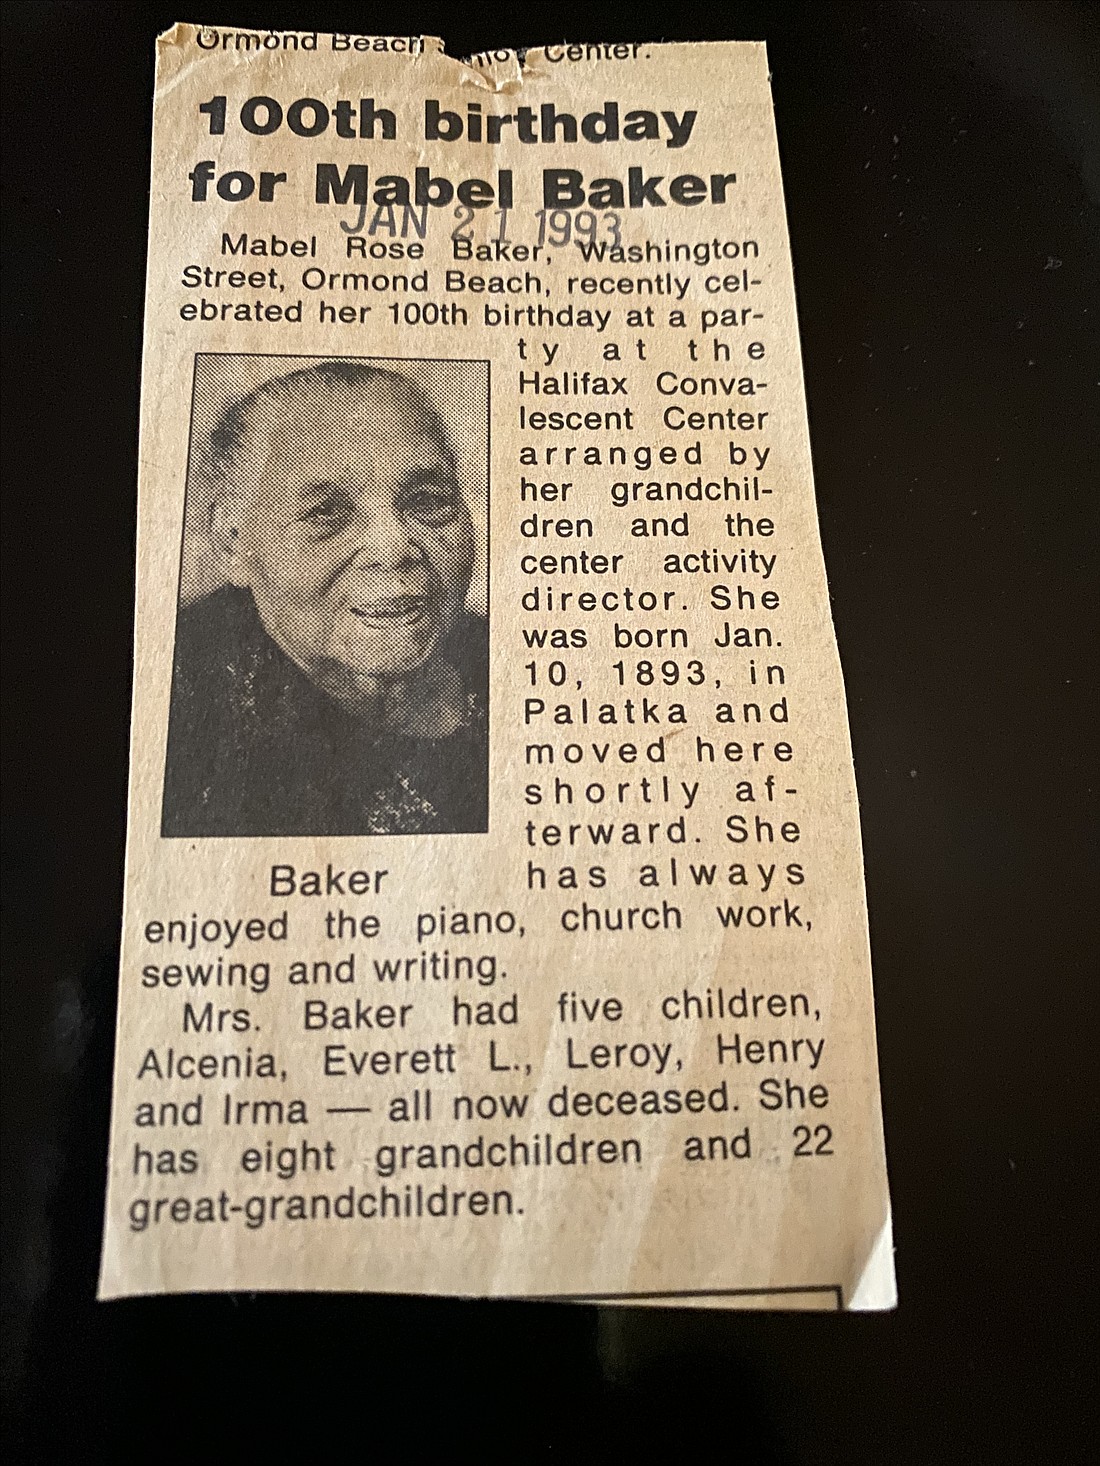 Ormond Beach Center.
100th birthday
for Mabel Baker
JAN 21 1993
Mabel Rose Baker, Washington
Street, Ormond Beach, recently cel-
ebrated her 100th birthday at a par-
ty at the
Halifax Conva-
lescent Center
arranged by
her grandchil-
dren and the
center activity
director. She
was born Jan.
10, 1893, in
Palatka and
moved here
shortly af-
terward. She
has always
Baker
enjoyed the piano, church work,
sewing and writing.
Mrs. Baker had five children,
Alcenia, Everett L., Leroy, Henry
and Irma — all now deceased. She
has eight grandchildren and 22
great-grandchildren.